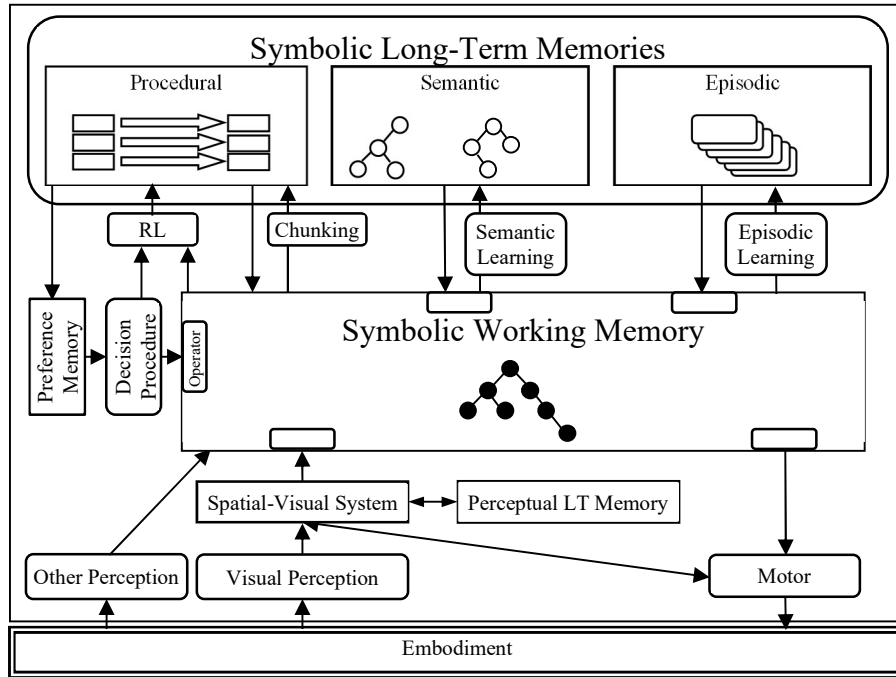 Symbolic Long-Term Memories
Procedural
Semantic
Episodic
RL
Chunking
Semantic
Learning
Episodic
Learning
Preference
Memory
Decision
Procedure
Operator
Symbolic Working Memory
Spatial-Visual System
Perceptual LT Memory
Other Perception
Visual Perception
Motor
Embodiment